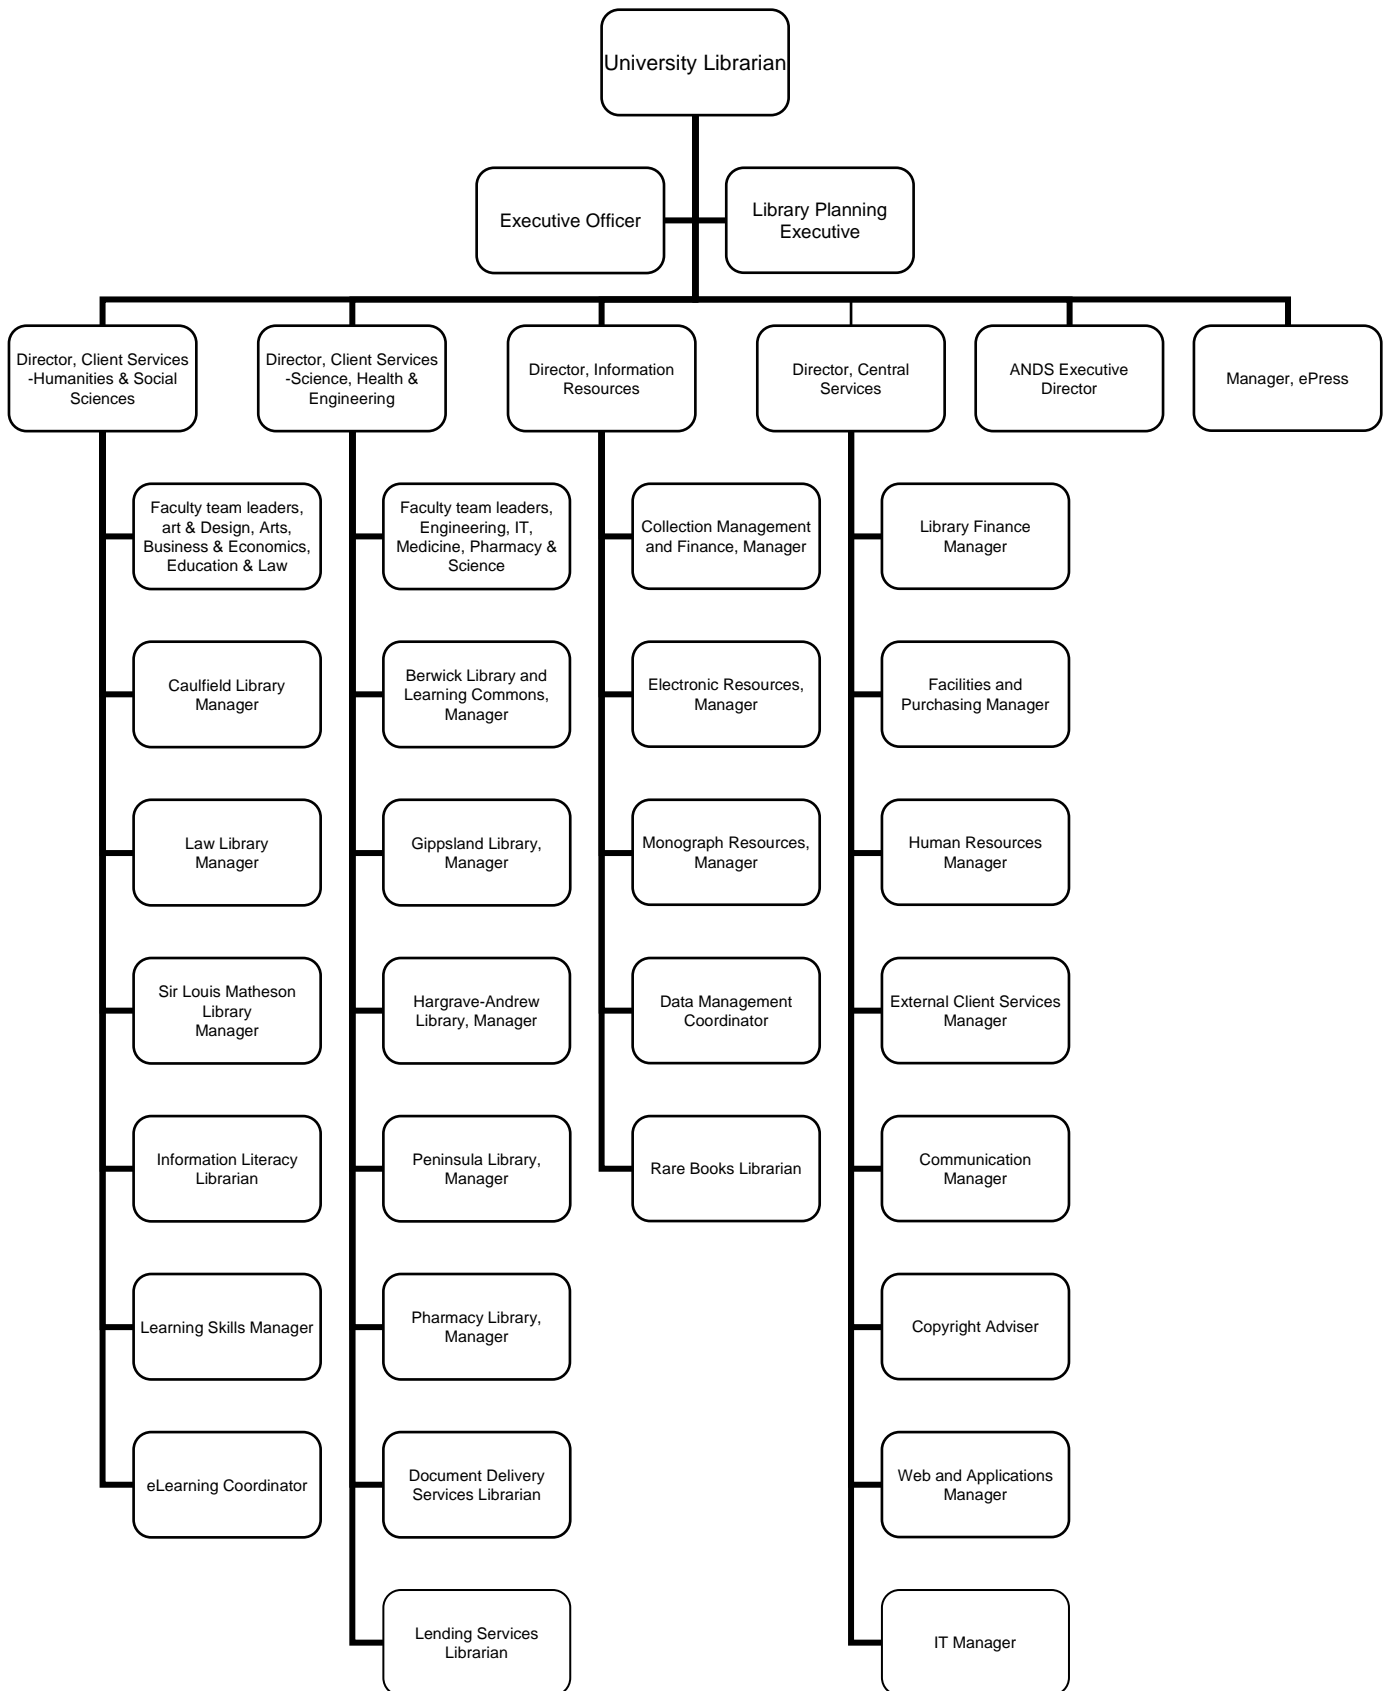 University Librarian
Executive Officer
Library Planning
Executive
Director, Client Services
-Humanities & Social
Sciences
Director, Client Services
-Science, Health &
Engineering
Director, Information
Resources
Director, Central
Services
ANDS Executive
Director
Manager, ePress
Faculty team leaders,
art & Design, Arts,
Business & Economics,
Education & Law
Faculty team leaders,
Engineering, IT,
Medicine, Pharmacy &
Science
Collection Management
and Finance, Manager
Library Finance
Manager
Caulfield Library
Manager
Berwick Library and
Learning Commons,
Manager
Electronic Resources,
Manager
Facilities and
Purchasing Manager
Law Library
Manager
Gippsland Library,
Manager
Monograph Resources,
Manager
Human Resources
Manager
Sir Louis Matheson
Library
Manager
Hargrave-Andrew
Library, Manager
Data Management
Coordinator
External Client Services
Manager
Information Literacy
Librarian
Peninsula Library,
Manager
Rare Books Librarian
Communication
Manager
Learning Skills Manager
Pharmacy Library,
Manager
Copyright Adviser
eLearning Coordinator
Document Delivery
Services Librarian
Web and Applications
Manager
Lending Services
Librarian
IT Manager